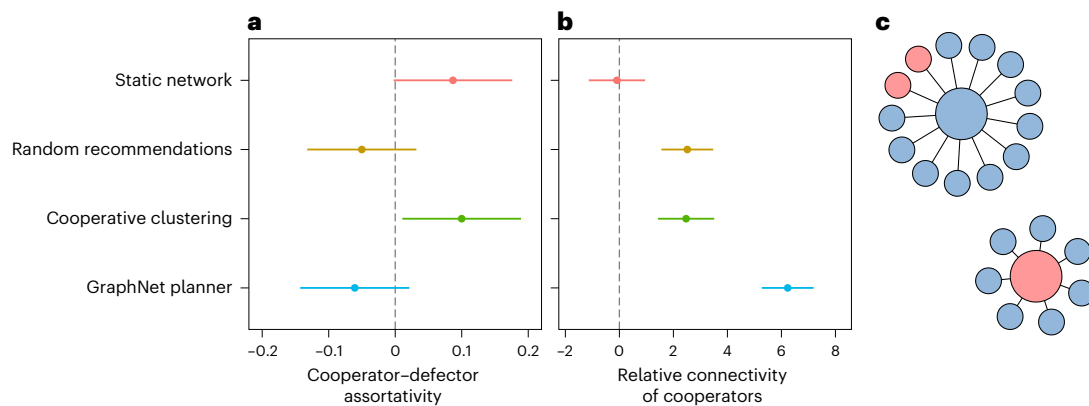 a
b
c
Static network
Random recommendations
Cooperative clustering
GraphNet planner
−0.2
−0.1
0
0.1
0.2
Cooperator–defector
assortativity
−2
0
2
4
6
8
Relative connectivity
of cooperators